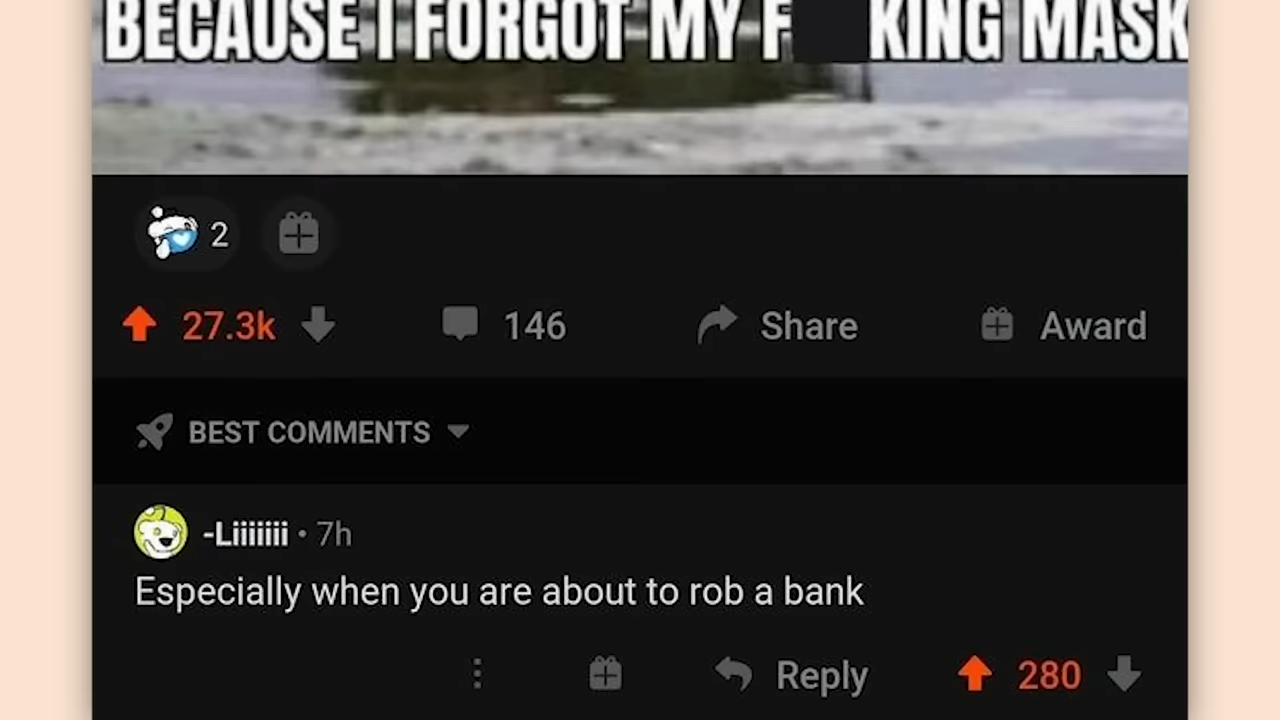 BECAUSE I FORGOT MY F KING MASK
2
27.3k 146 Share Award
BEST COMMENTS
-Liiiiiii • 7h
Especially when you are about to rob a bank
Reply 280